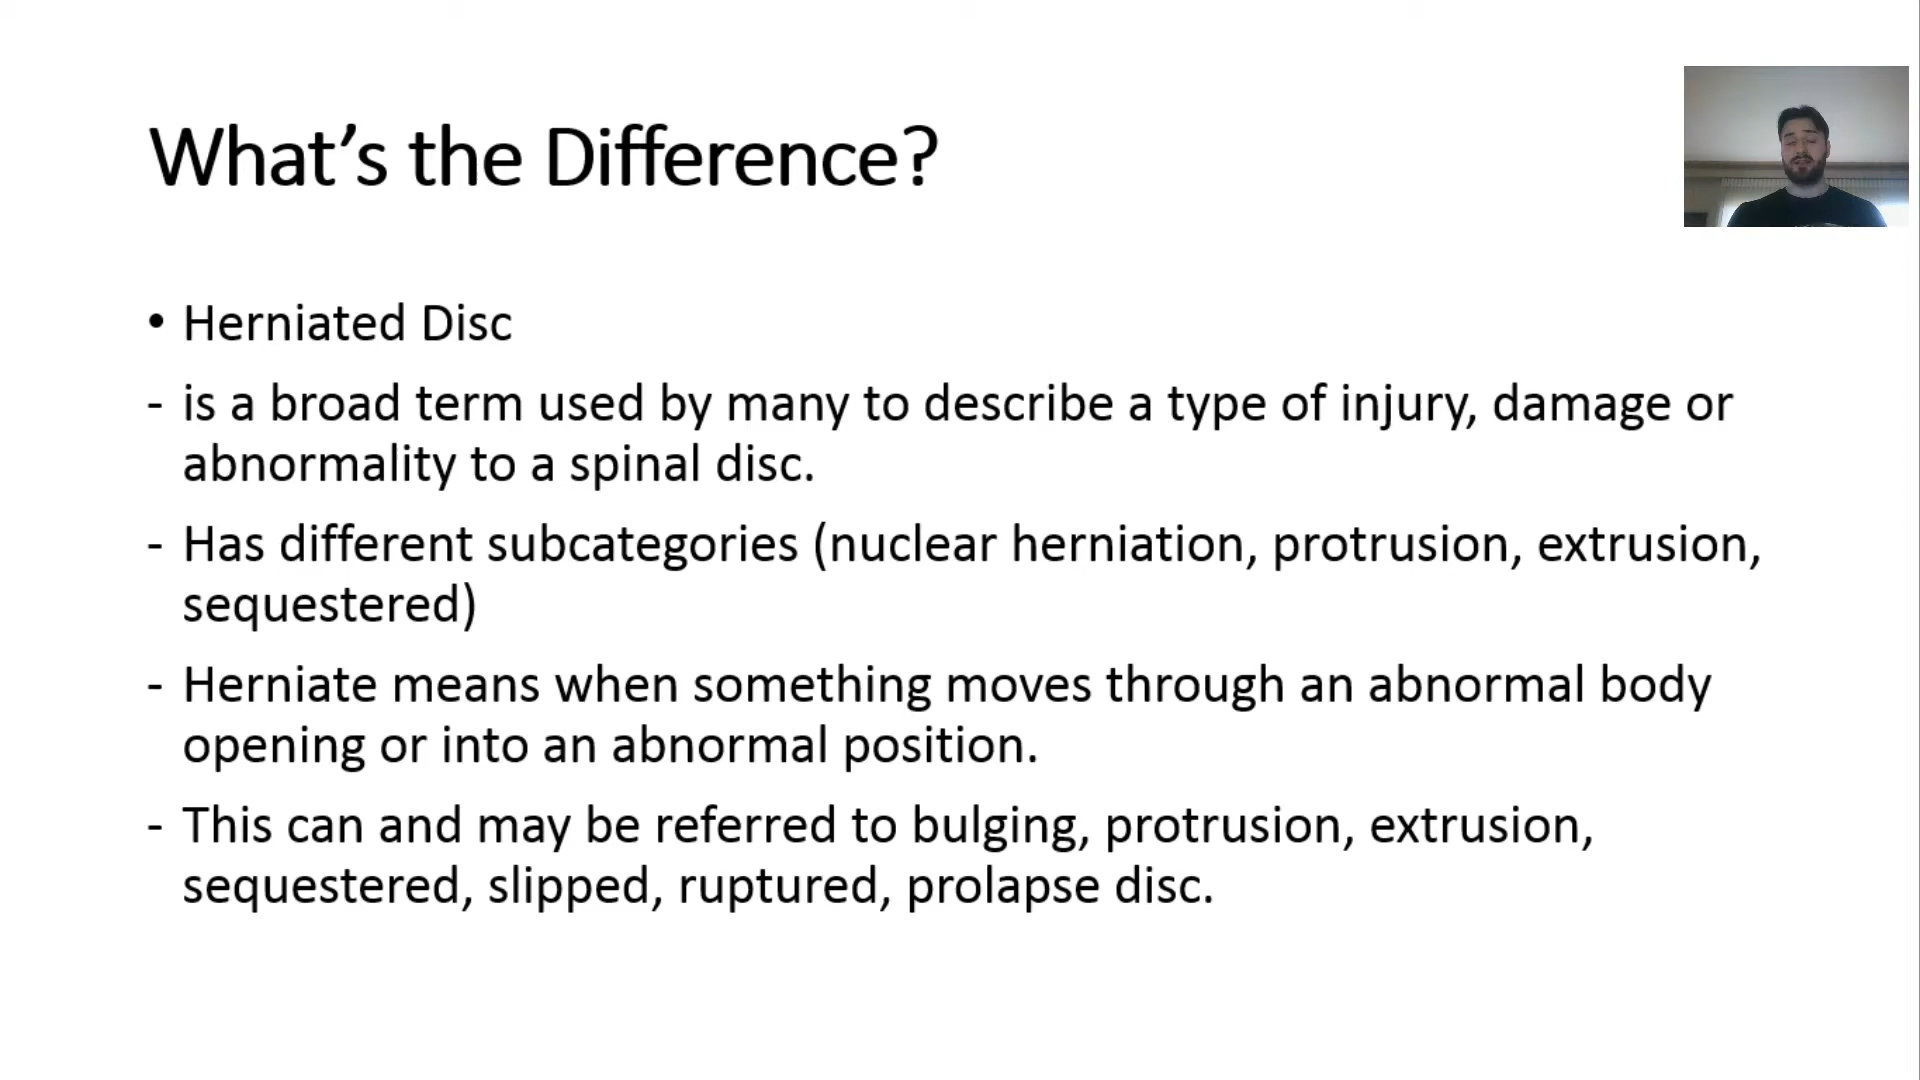 What’s the Difference?
• Herniated Disc
- is a broad term used by many to describe a type of injury, damage or
abnormality to a spinal disc.
- Has different subcategories (nuclear herniation, protrusion, extrusion,
sequestered)
- Herniate means when something moves through an abnormal body
opening or into an abnormal position.
- This can and may be referred to bulging, protrusion, extrusion,
sequestered, slipped, ruptured, prolapse disc.